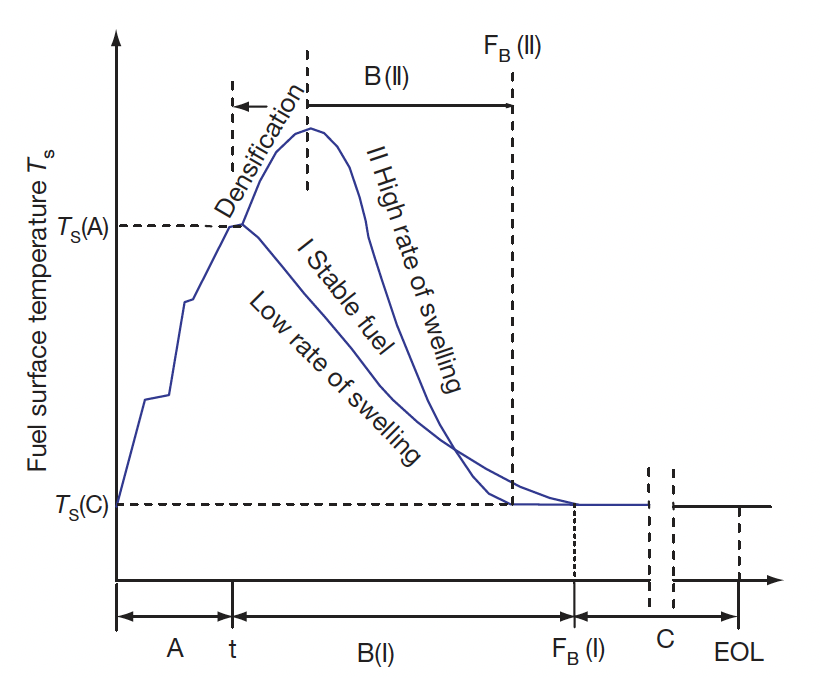 F_B (II)
B(II)
Densification
II High rate of swelling
Fuel surface temperature T_s
T_S(A)
I Stable fuel
Low rate of swelling
T_S(C)
A
t
B(I)
F_B (I)
C
EOL